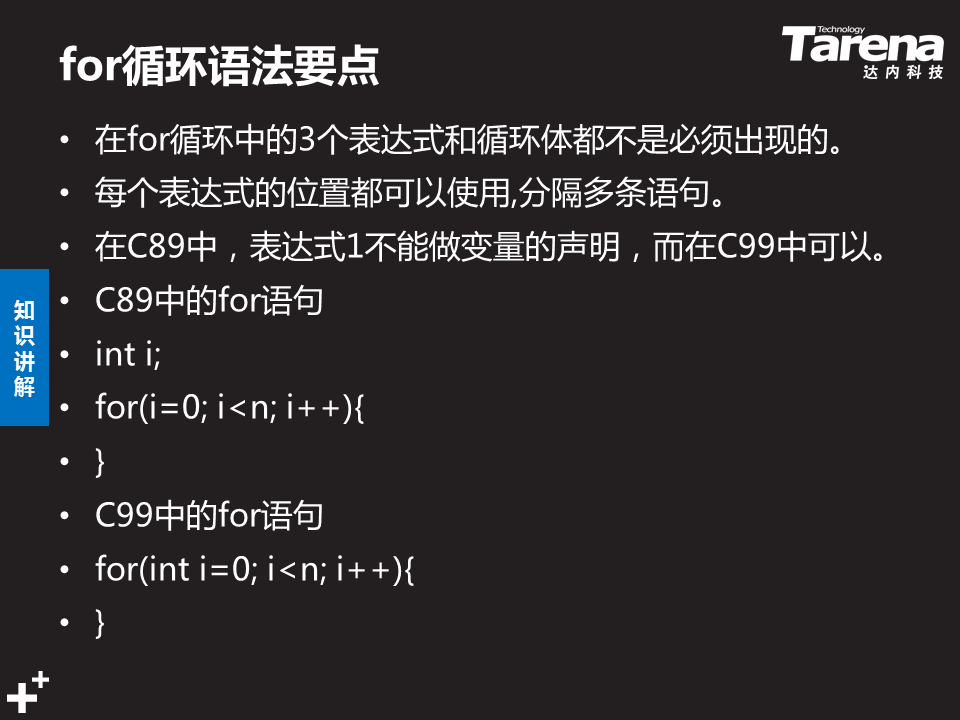 for循环语法要点
Technology
Tarena
达内科技
• 在for循环中的3个表达式和循环体都不是必须出现的。
• 每个表达式的位置都可以使用,分隔多条语句。
• 在C89中，表达式1不能做变量的声明，而在C99中可以。
• C89中的for语句
• int i;
• for(i=0; i<n; i++){
• }
• C99中的for语句
• for(int i=0; i<n; i++){
• }
知识讲解